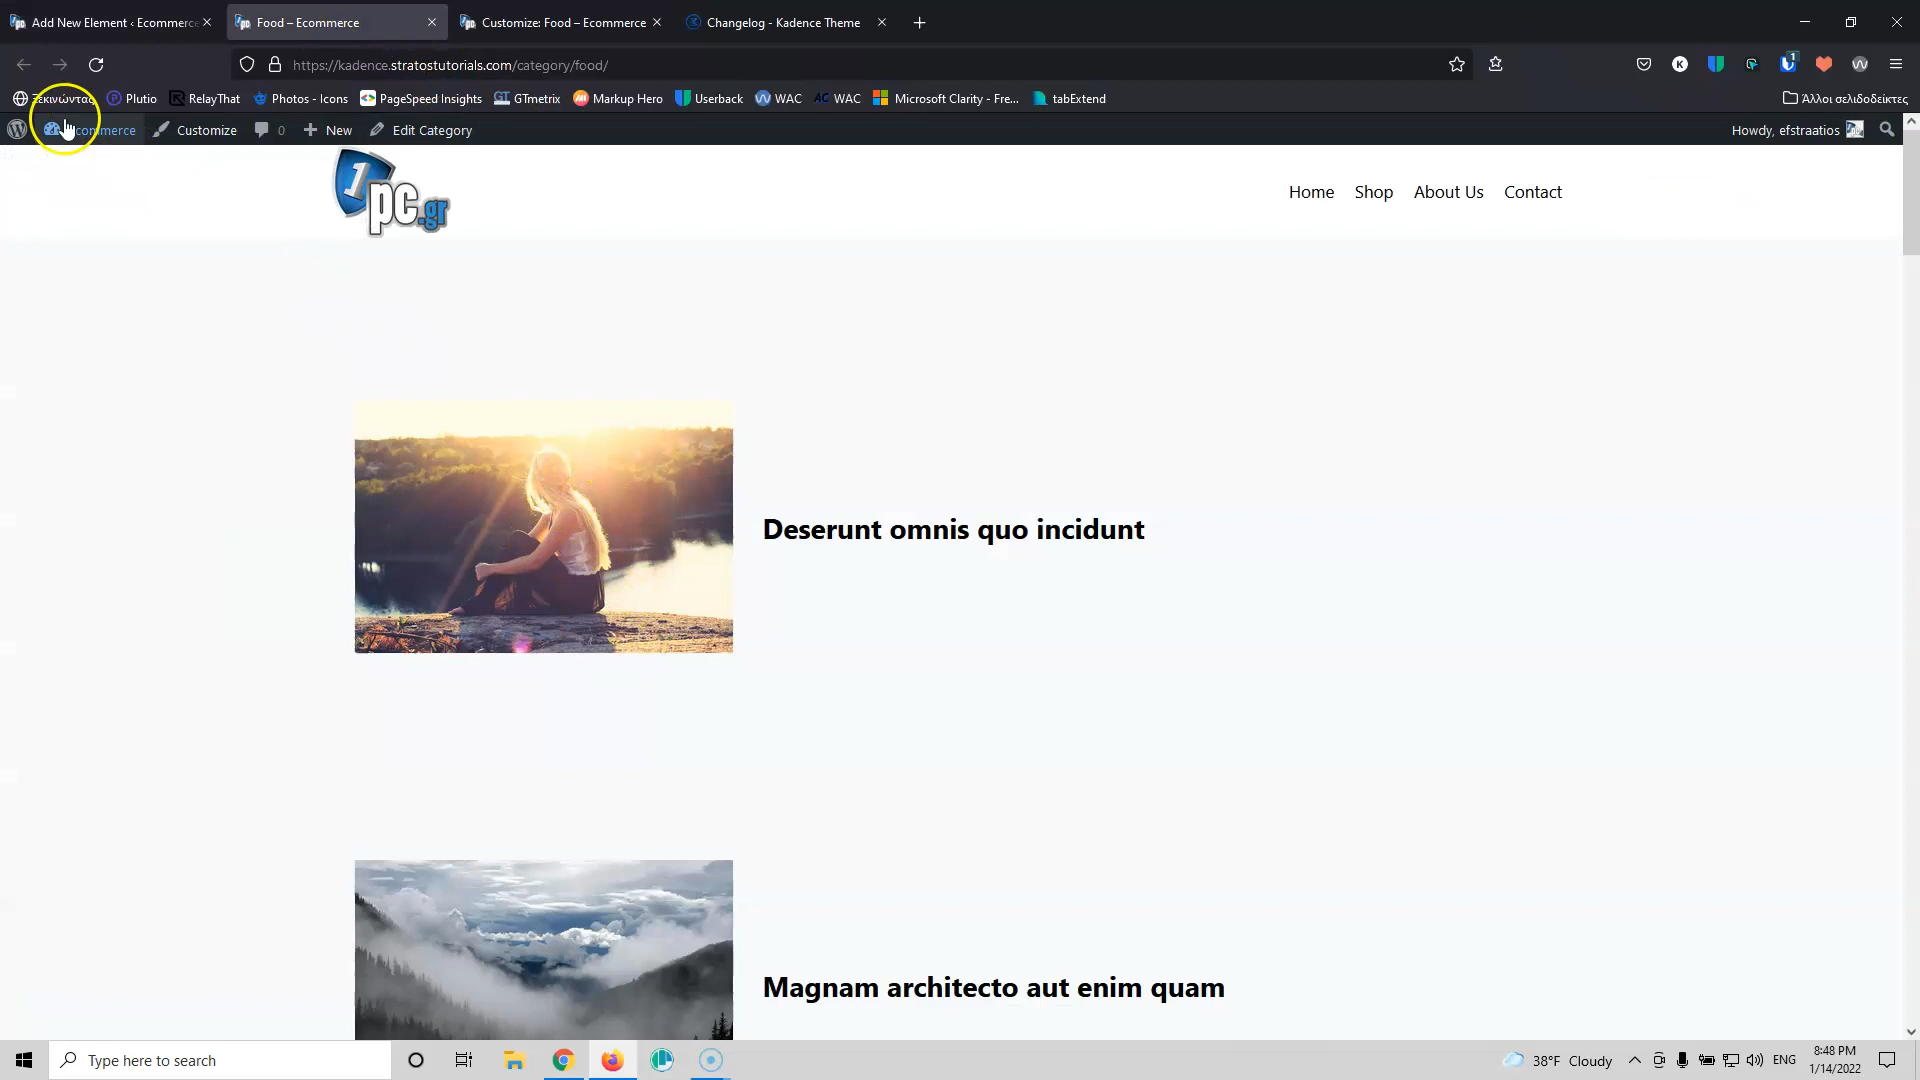 Add New Element ‹ Ecommerce
Food – Ecommerce
Customize: Food – Ecommerce
Changelog - Kadence Theme
https://kadence.stratostutorials.com/category/food/
Ξεκινώντας
Plutio
RelayThat
Photos - Icons
PageSpeed Insights
GTmetrix
Markup Hero
Userback
WAC
WAC
Microsoft Clarity - Fre...
tabExtend
Άλλοι σελιδοδείκτες
Customize
0
New
Edit Category
Howdy, efstraatios
1pc.gr
Home
Shop
About Us
Contact
Deserunt omnis quo incidunt
Magnam architecto aut enim quam
Type here to search
38°F Cloudy
ENG
8:48 PM
1/14/2022